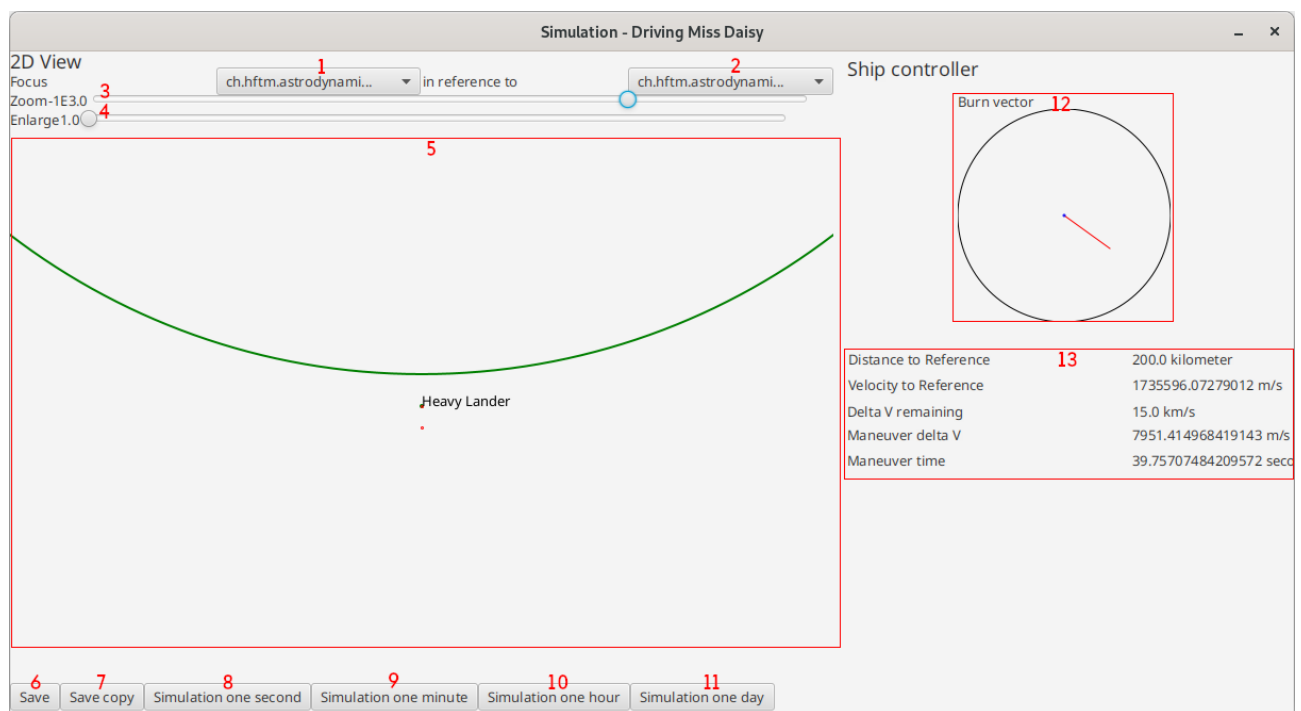 Simulation - Driving Miss Daisy
2D View
1
2
Ship controller
Focus
ch.hftm.astrodynami...
in reference to
ch.hftm.astrodynami...
Zoom-1E3.0
3
Enlarge1.0
4
Burn vector
12
5
Heavy Lander
Distance to Reference
13
200.0 kilometer
Velocity to Reference
1735596.07279012 m/s
Delta V remaining
15.0 km/s
Maneuver delta V
7951.414968419143 m/s
Maneuver time
39.75707484209572 seco
6
7
8
9
10
11
Save
Save copy
Simulation one second
Simulation one minute
Simulation one hour
Simulation one day